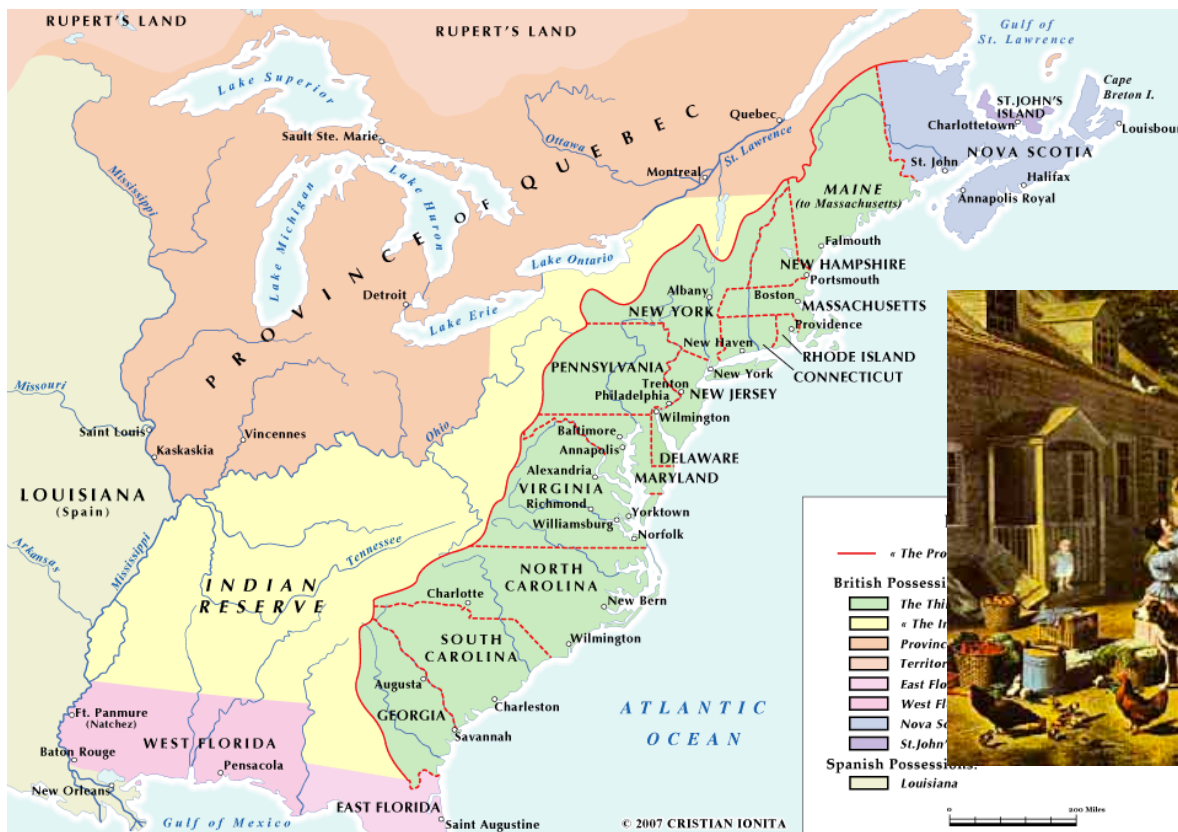 RUPERT'S LAND
RUPERT'S LAND
Gulf of
St. Lawrence
Lake Superior
Cape
Breton I.
ST. JOHN'S
ISLAND
Quebec
Sault Ste. Marie
Charlottetown
Louisbour
Ottawa
St. Lawrence
NOVA SCOTIA
St. John
Montreal
Halifax
Annapolis Royal
MAINE
(to Massachusetts)
Mississippi
Lake Michigan
Lake Huron
PROVINCE OF QUEBEC
Falmouth
Lake Ontario
NEW HAMPSHIRE
Portsmouth
Detroit
Albany
Boston
MASSACHUSETTS
Lake Erie
NEW YORK
Providence
New Haven
RHODE ISLAND
PENNSYLVANIA
New York
CONNECTICUT
Missouri
Trenton
NEW JERSEY
Philadelphia
Wilmington
Saint Louis
Vincennes
Ohio
Baltimore
Kaskaskia
Annapolis
DELAWARE
Alexandria
MARYLAND
LOUISIANA
(Spain)
VIRGINIA
Richmond
Yorktown
Williamsburg
Norfolk
Arkansas
Mississippi
Tennessee
« The Pro
INDIAN
RESERVE
NORTH
CAROLINA
British Possessi
Charlotte
New Bern
The Thi
« The In
SOUTH
CAROLINA
Wilmington
Provinc
Territor
Augusta
East Flo
Ft. Panmure
(Natchez)
GEORGIA
Charleston
ATLANTIC
OCEAN
West Fl
Nova Sc
WEST FLORIDA
Savannah
St.John'
Baton Rouge
Pensacola
Spanish Possessions:
New Orleans
Louisiana
EAST FLORIDA
Gulf of Mexico
Saint Augustine
© 2007 CRISTIAN IONITA
0 200 Miles